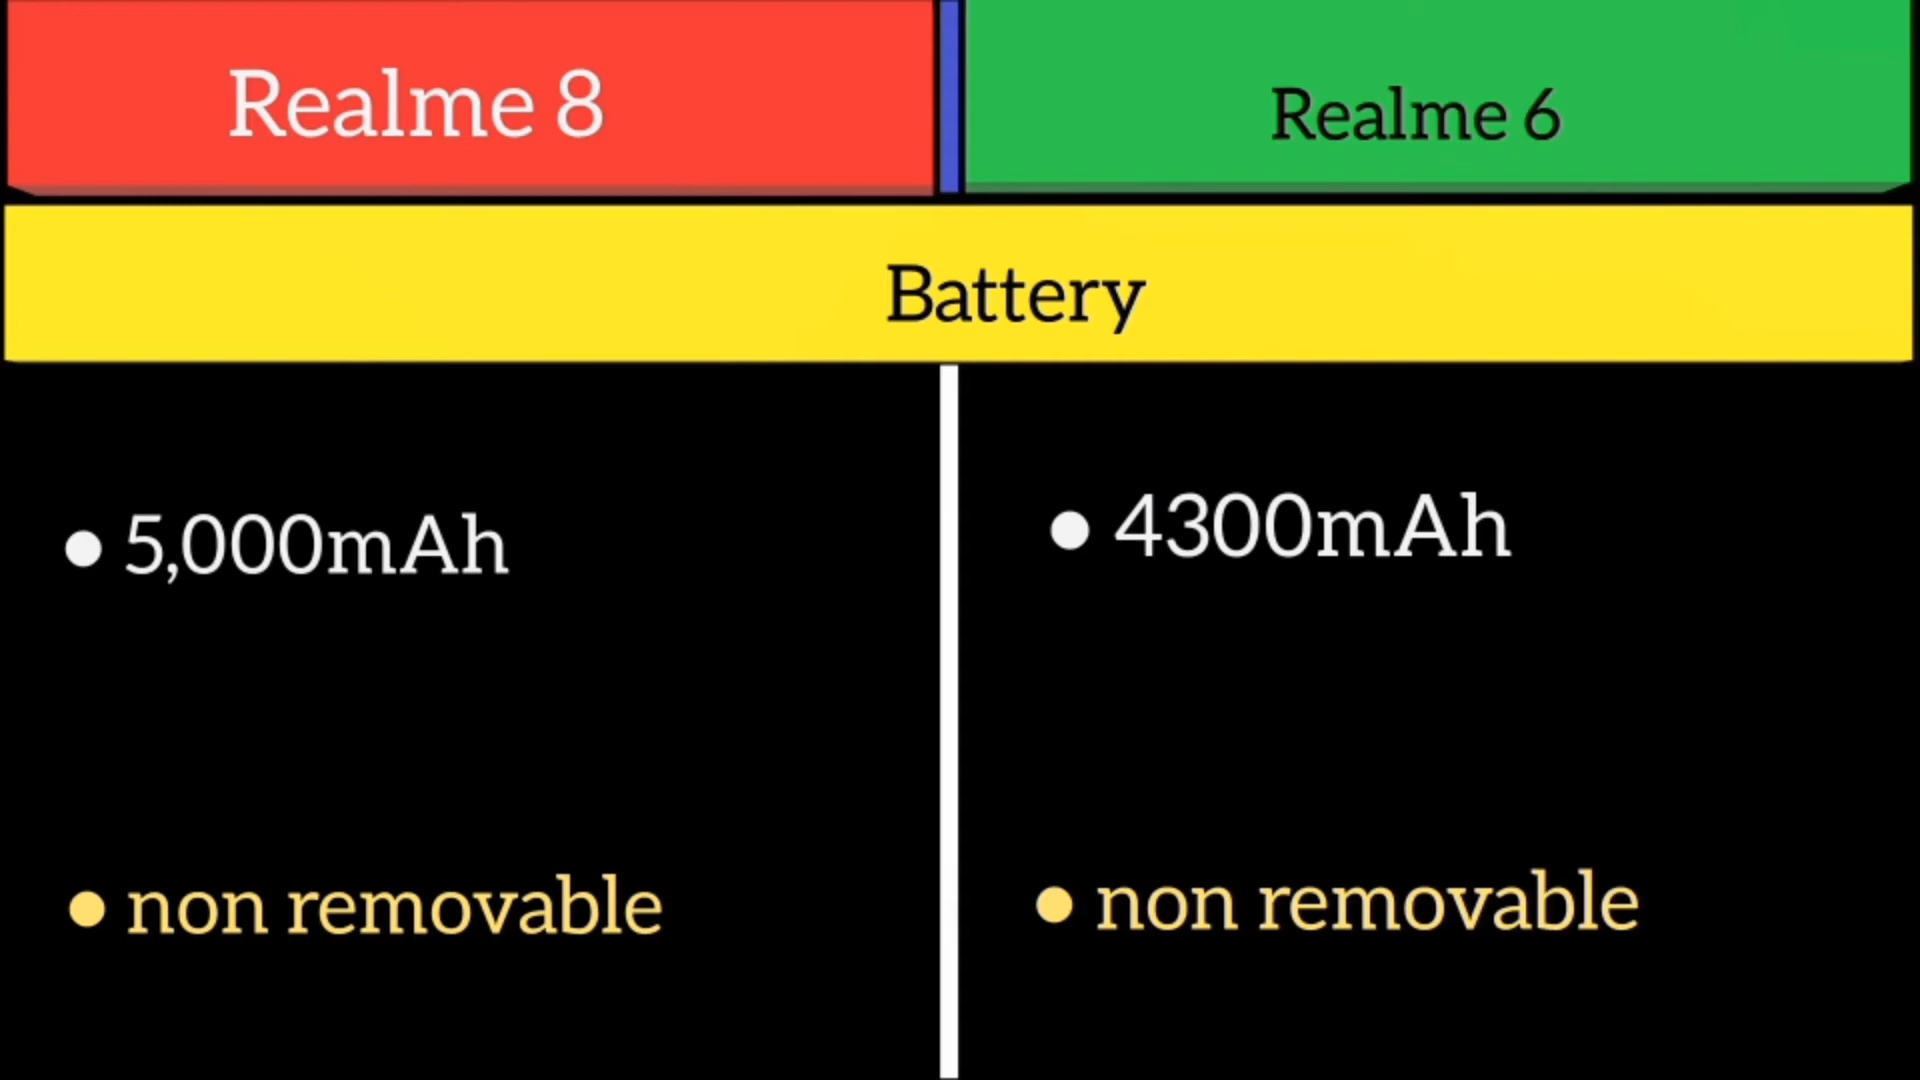 Realme 8
Realme 6
Battery
• 5,000mAh
• 4300mAh
• non removable
• non removable